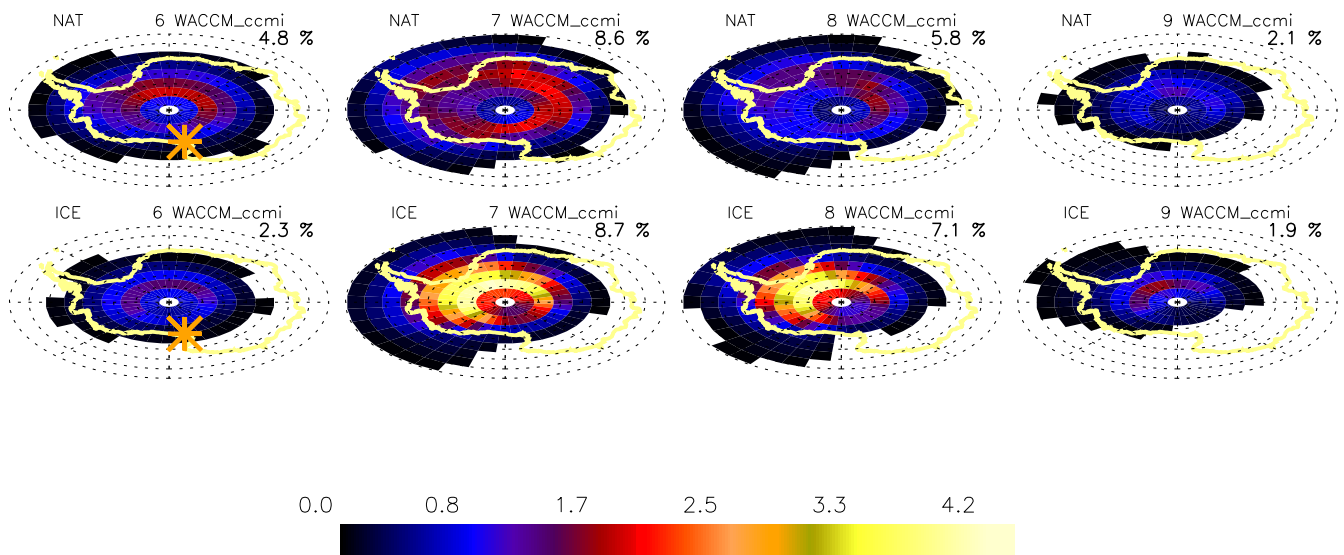 NAT 6 WACCM_ccmi
4.8 %
NAT 7 WACCM_ccmi
8.6 %
NAT 8 WACCM_ccmi
5.8 %
NAT 9 WACCM_ccmi
2.1 %
ICE 6 WACCM_ccmi
2.3 %
ICE 7 WACCM_ccmi
8.7 %
ICE 8 WACCM_ccmi
7.1 %
ICE 9 WACCM_ccmi
1.9 %
0.0 0.8 1.7 2.5 3.3 4.2